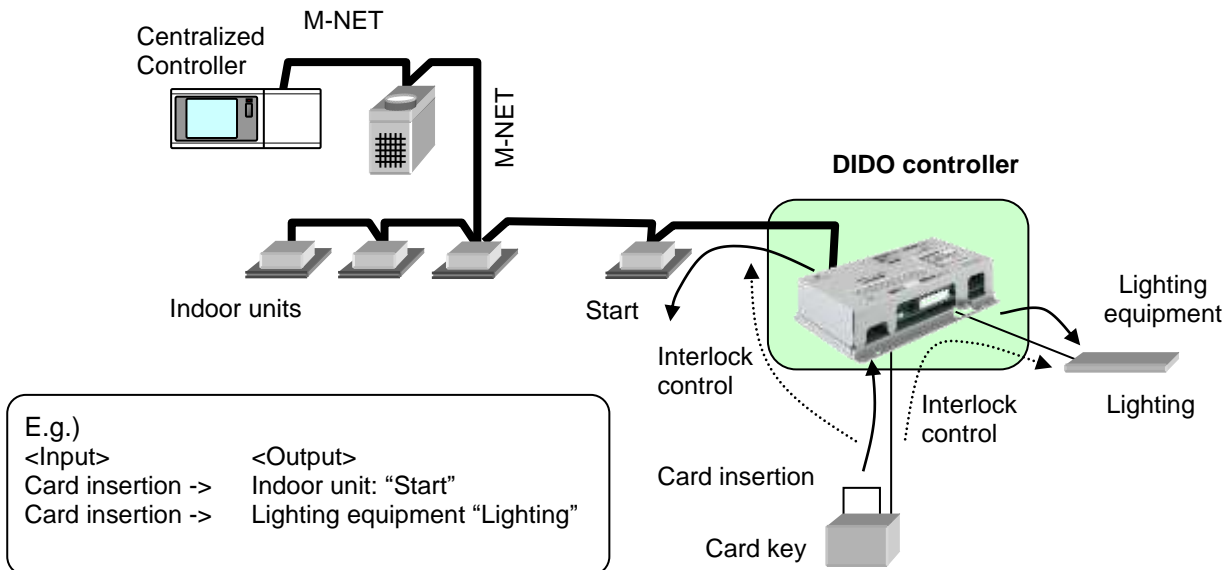 M-NET
Centralized
Controller
M-NET
DIDO controller
Indoor units
Start
Lighting
equipment
Interlock
control
Interlock
control
Lighting
Card insertion
Card key
E.g.)
<Input> <Output>
Card insertion -> Indoor unit: “Start”
Card insertion -> Lighting equipment “Lighting”